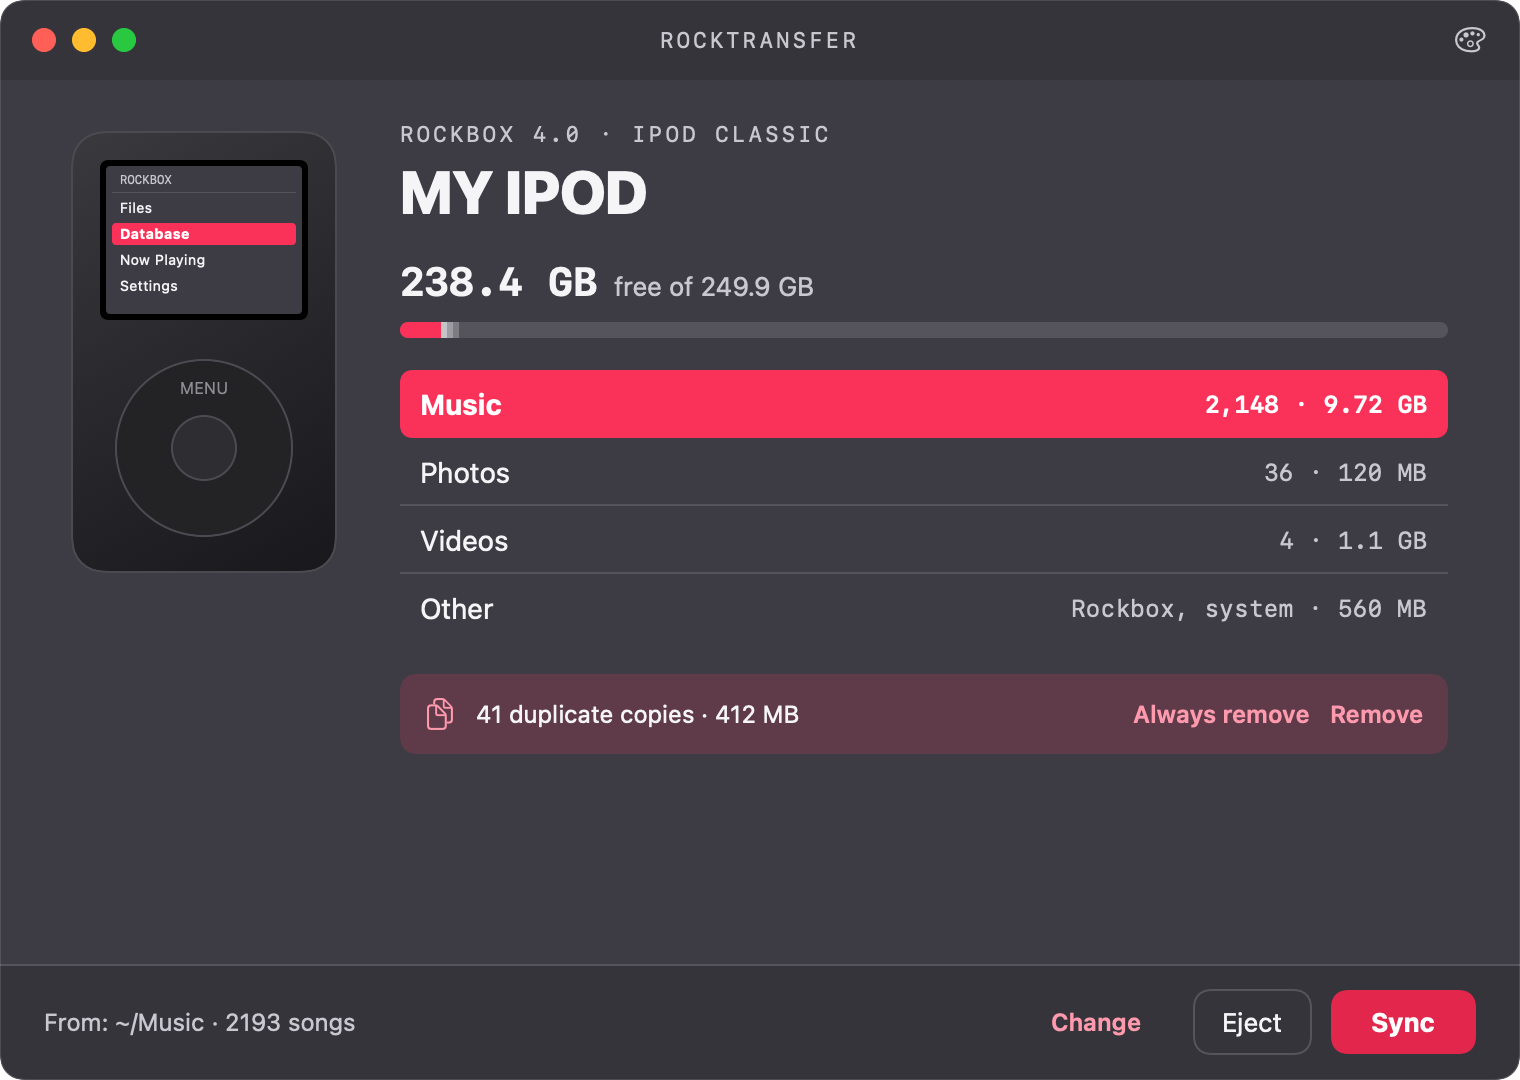 ROCKTRANSFER
ROCKBOX
Files
Database
Now Playing
Settings
MENU
ROCKBOX 4.0 · IPOD CLASSIC
MY IPOD
238.4 GB free of 249.9 GB
Music 2,148 · 9.72 GB
Photos 36 · 120 MB
Videos 4 · 1.1 GB
Other Rockbox, system · 560 MB
41 duplicate copies · 412 MB Always remove Remove
From: ~/Music · 2193 songs Change Eject Sync